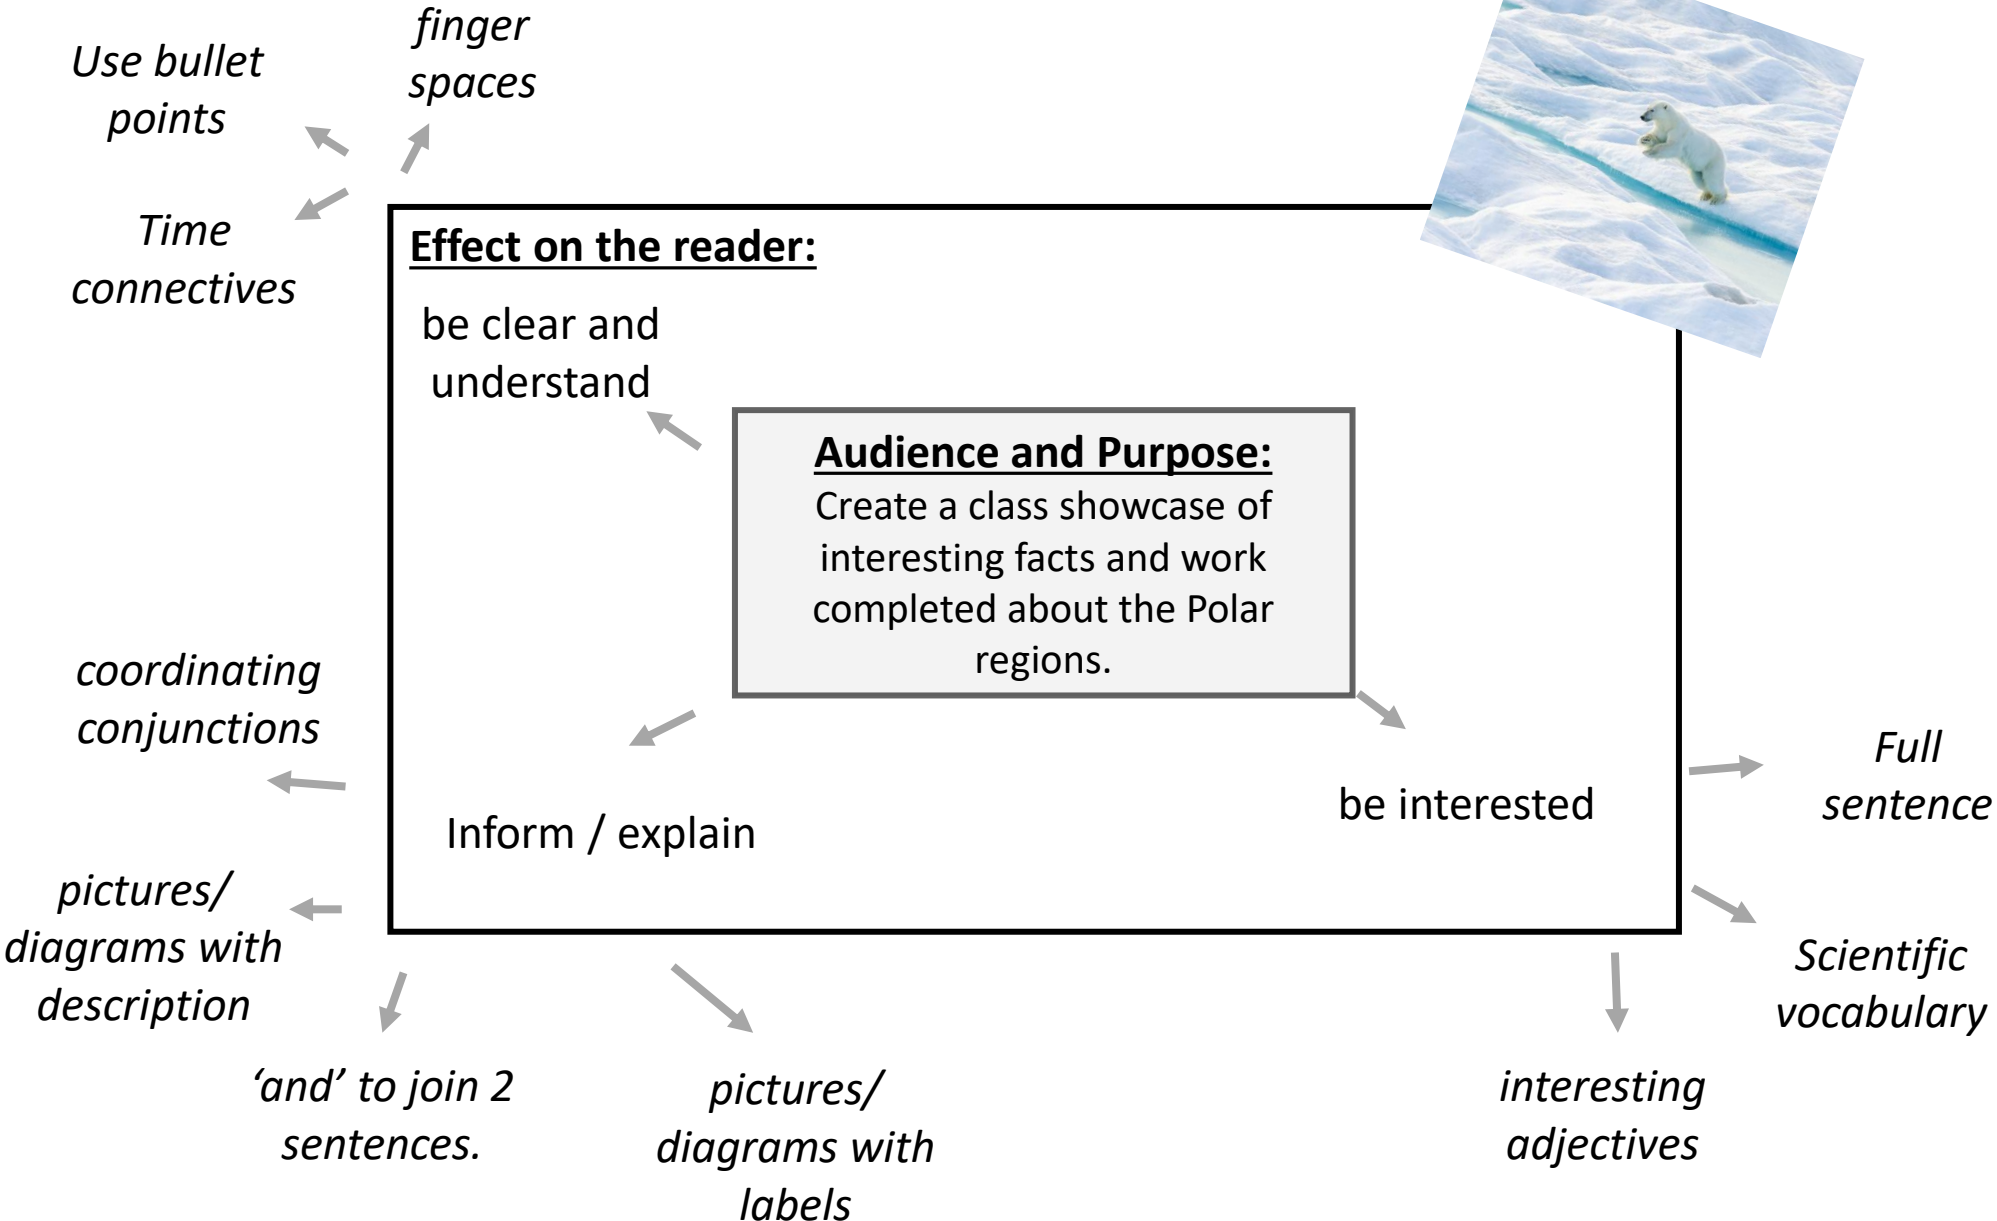 finger
spaces
Use bullet
points
Time
connectives
Effect on the reader:
be clear and
understand
Audience and Purpose:
Create a class showcase of
interesting facts and work
completed about the Polar
regions.
coordinating
conjunctions
Inform / explain
be interested
Full
sentence
pictures/
diagrams with
description
Scientific
vocabulary
‘and’ to join 2
sentences.
pictures/
diagrams with
labels
interesting
adjectives